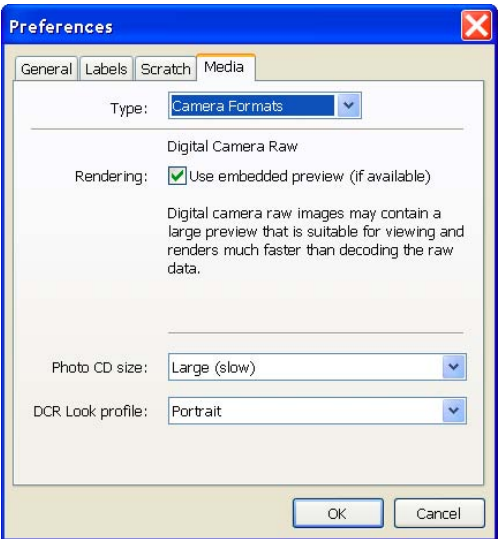 Preferences
General Labels Scratch Media
Type: Camera Formats
Digital Camera Raw
Rendering: Use embedded preview (if available)
Digital camera raw images may contain a
large preview that is suitable for viewing and
renders much faster than decoding the raw
data.
Photo CD size: Large (slow)
DCR Look profile: Portrait
OK Cancel